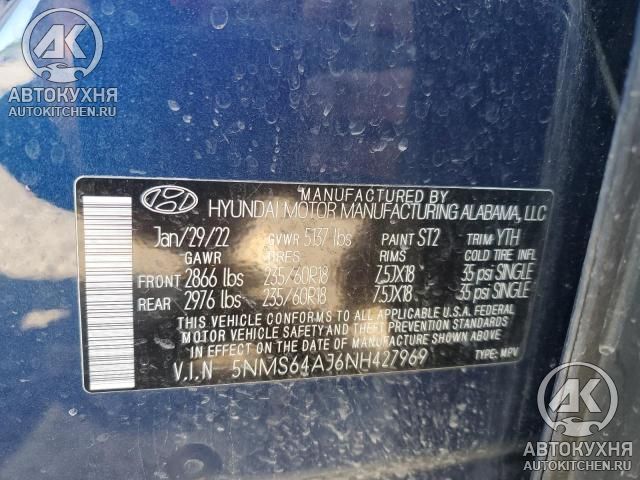 АК
АВТОКУХНЯ
AUTOKITCHEN.RU
MANUFACTURED BY
HYUNDAI MOTOR MANUFACTURING ALABAMA, LLC
Jan/29/22 GVWR 5137 lbs PAINT ST2 TRIM YTH
GAWR TIRES RIMS COLD TIRE INFL
FRONT 2866 lbs 235/60R18 7.5JX18 35 psi SINGLE
REAR 2976 lbs 235/60R18 7.5JX18 35 psi SINGLE
THIS VEHICLE CONFORMS TO ALL APPLICABLE U.S.A. FEDERAL
MOTOR VEHICLE SAFETY AND THEFT PREVENTION STANDARDS
IN EFFECT ON THE DATE OF MANUFACTURE SHOWN ABOVE.
V.I.N 5NMS64AJ6NH427969 TYPE: MPV
АК
АВТОКУХНЯ
AUTOKITCHEN.RU